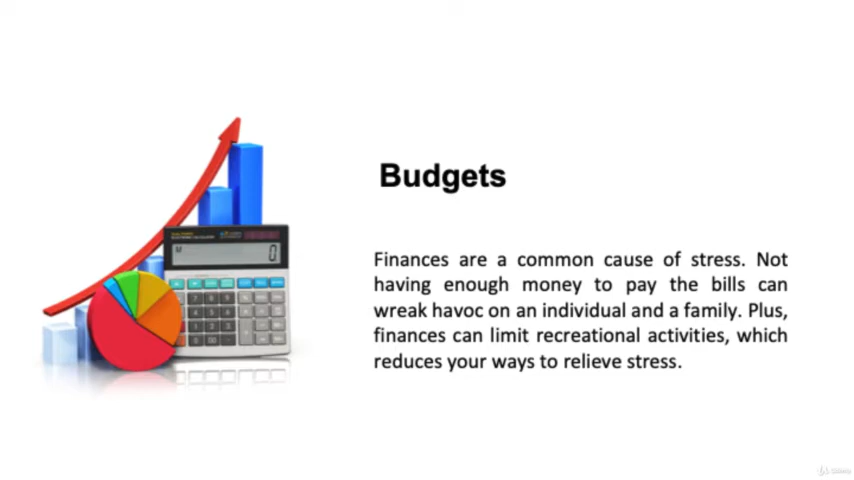 Budgets
Finances are a common cause of stress. Not
having enough money to pay the bills can
wreak havoc on an individual and a family. Plus,
finances can limit recreational activities, which
reduces your ways to relieve stress.
M
0